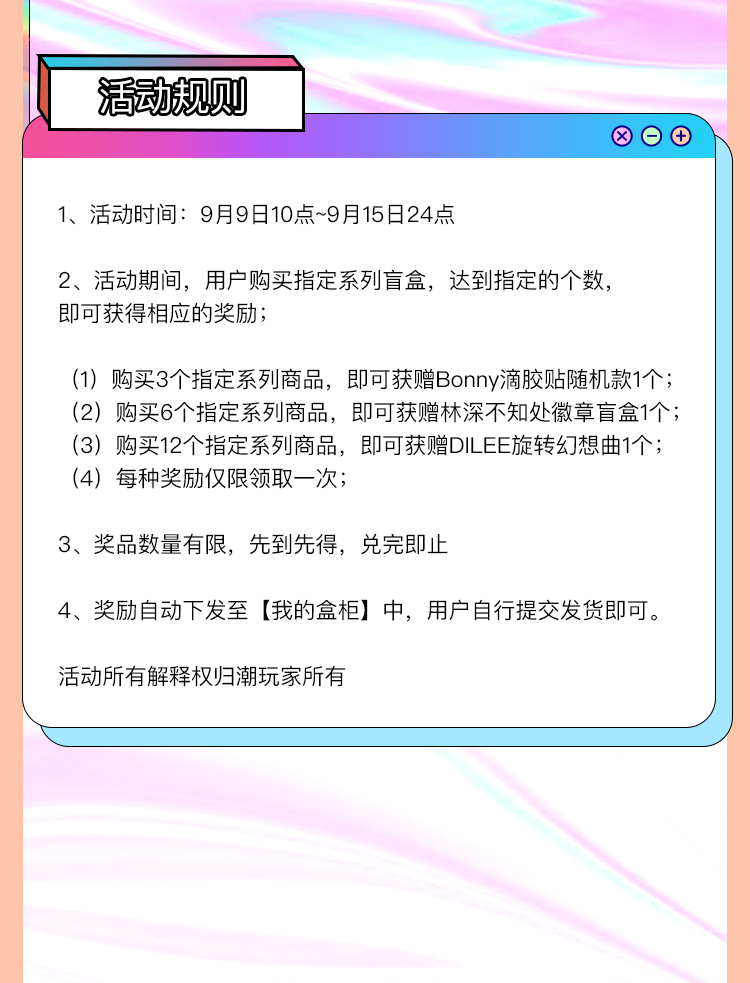 活动规则
1、活动时间：9月9日10点~9月15日24点
2、活动期间，用户购买指定系列盲盒，达到指定的个数，
即可获得相应的奖励；
（1）购买3个指定系列商品，即可获赠Bonny滴胶贴随机款1个；
（2）购买6个指定系列商品，即可获赠林深不知处徽章盲盒1个；
（3）购买12个指定系列商品，即可获赠DILEE旋转幻想曲1个；
（4）每种奖励仅限领取一次；
3、奖品数量有限，先到先得，兑完即止
4、奖励自动下发至【我的盒柜】中，用户自行提交发货即可。
活动所有解释权归潮玩家所有